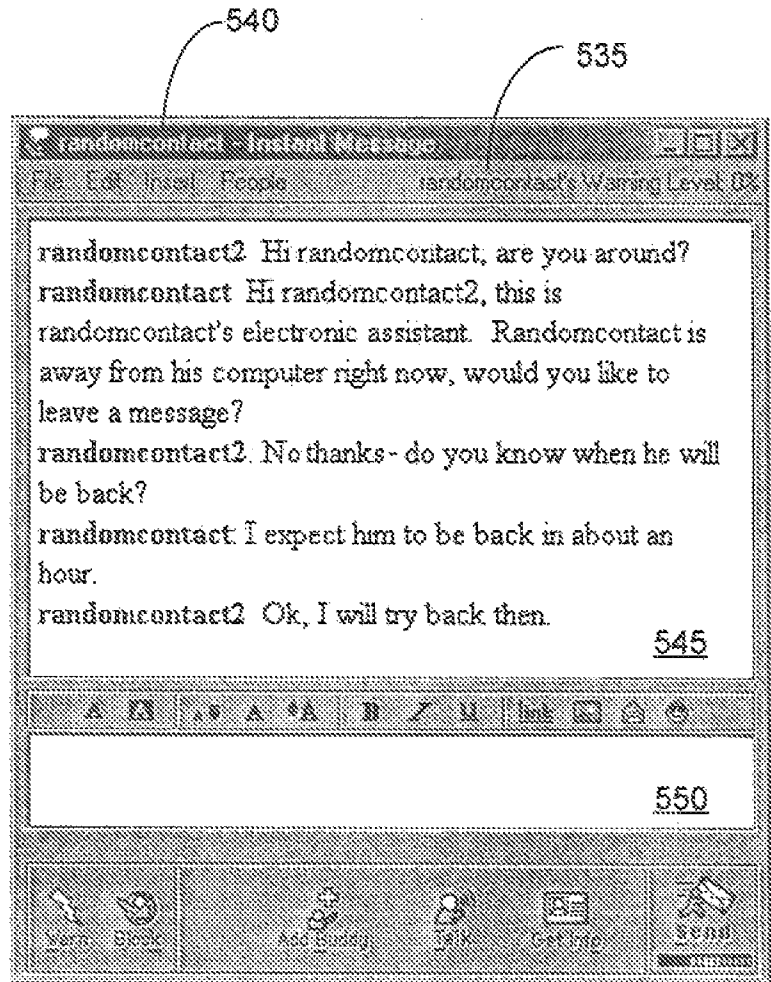 540
535
randomcontact - Instant Message
File Edit Insert People randomcontact's Warning Level: 0%
randomcontact2 Hi randomcontact, are you around?
randomcontact Hi randomcontact2, this is
randomcontact's electronic assistant. Randomcontact is
away from his computer right now, would you like to
leave a message?
randomcontact2. No thanks - do you know when he will
be back?
randomcontact: I expect him to be back in about an
hour.
randomcontact2 Ok, I will try back then.
545
A A A A A B I U link
550
Warn Block Add Buddy Talk Get Info Send